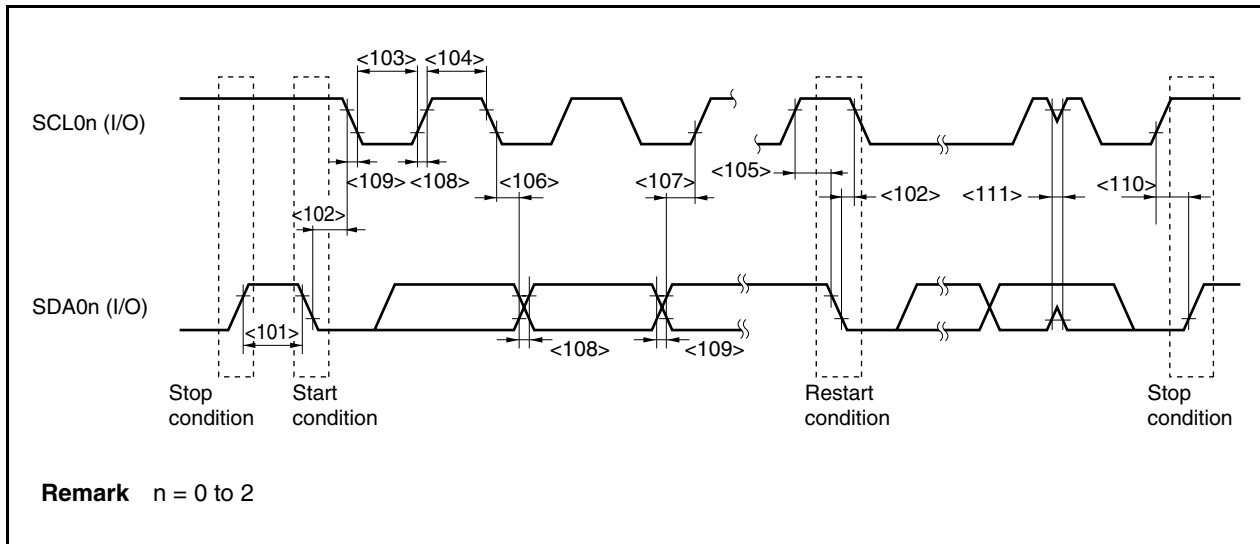 <103> <104>
SCL0n (I/O)
<109> <108> <106> <107> <105> <102> <111> <110>
<102>
SDA0n (I/O)
<101>
<108> <109>
Stop condition
Start condition
Restart condition
Stop condition
Remark n = 0 to 2